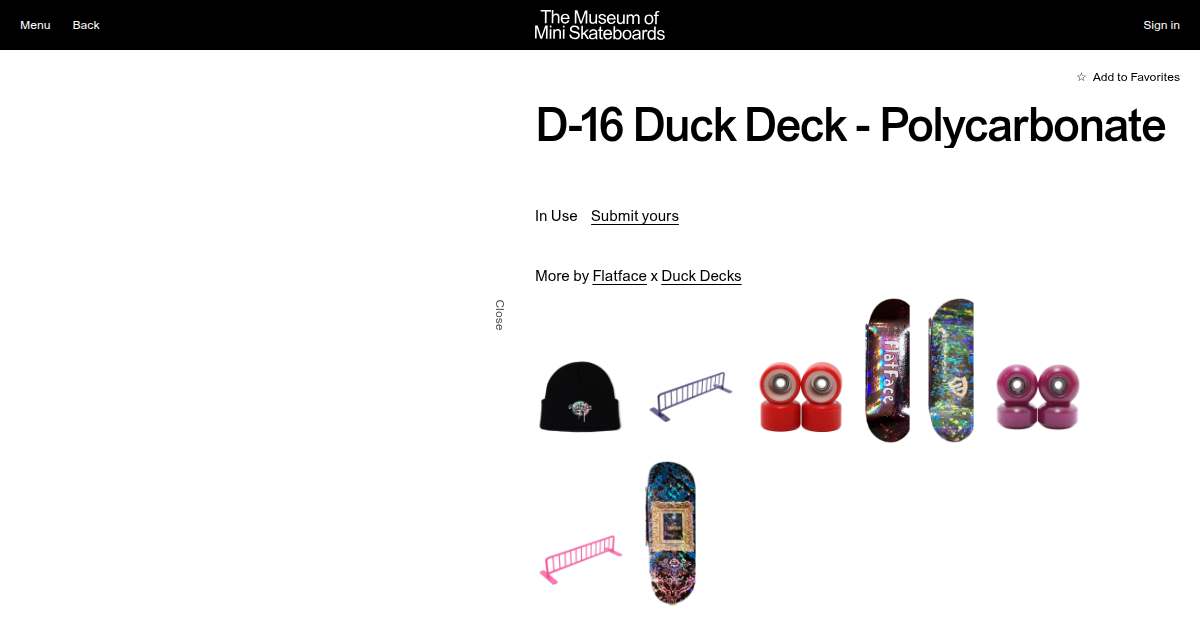 Menu
Back
The Museum of
Mini Skateboards
Sign in
☆ Add to Favorites
D-16 Duck Deck - Polycarbonate
In Use
Submit yours
More by Flatface x Duck Decks
Close
flatface